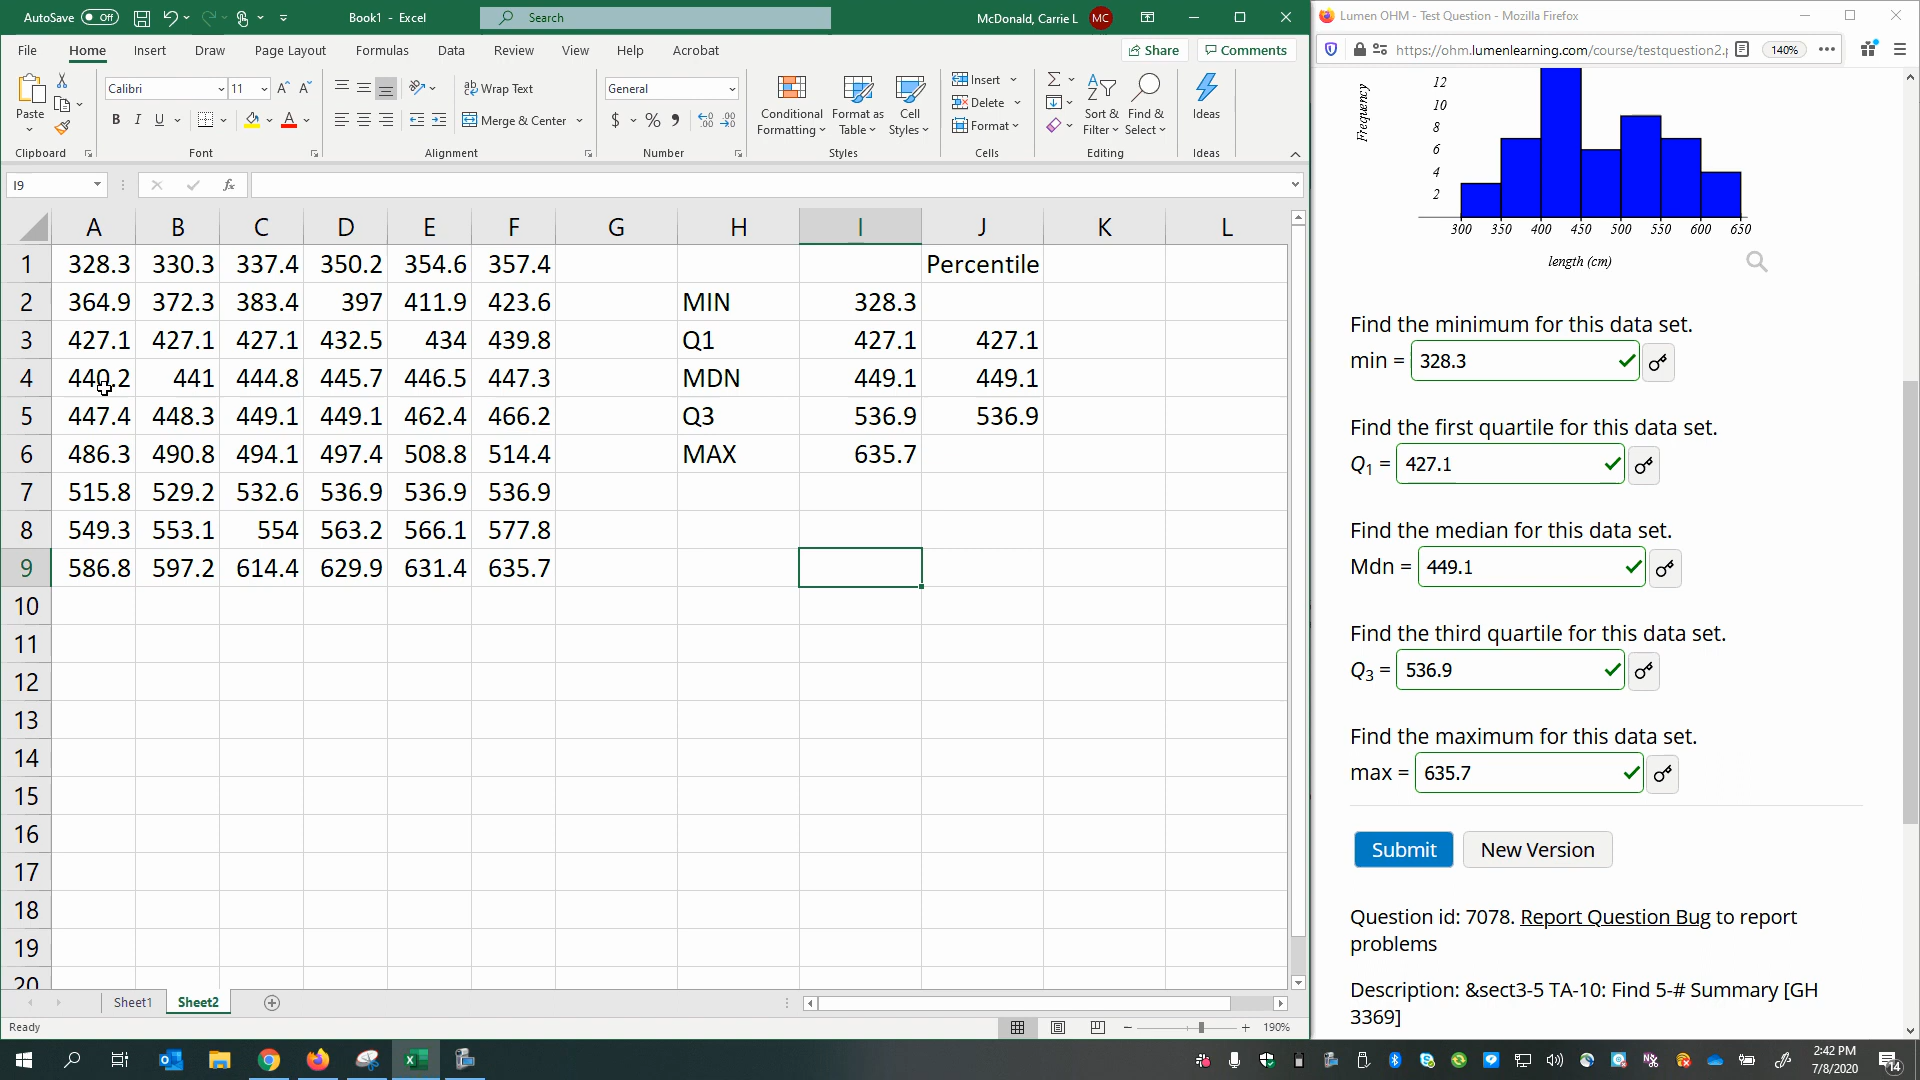 AutoSave Off Book1 - Excel Search McDonald, Carrie L MC
File Home Insert Draw Page Layout Formulas Data Review View Help Acrobat Share Comments
Paste Calibri 11 Wrap Text General Conditional Formatting Format as Table Cell Styles Insert Sort & Filter Find & Select Ideas
B I U Merge & Center $ % Delete
Format
Clipboard Font Alignment Number Styles Cells Editing Ideas
I9 fx
A B C D E F G H I J K L
1 328.3 330.3 337.4 350.2 354.6 357.4 Percentile
2 364.9 372.3 383.4 397 411.9 423.6 MIN 328.3
3 427.1 427.1 427.1 432.5 434 439.8 Q1 427.1 427.1
4 440.2 441 444.8 445.7 446.5 447.3 MDN 449.1 449.1
5 447.4 448.3 449.1 449.1 462.4 466.2 Q3 536.9 536.9
6 486.3 490.8 494.1 497.4 508.8 514.4 MAX 635.7
7 515.8 529.2 532.6 536.9 536.9 536.9
8 549.3 553.1 554 563.2 566.1 577.8
9 586.8 597.2 614.4 629.9 631.4 635.7
10
11
12
13
14
15
16
17
18
19
20
Sheet1 Sheet2
Ready 190%
Lumen OHM - Test Question - Mozilla Firefox
https://ohm.lumenlearning.com/course/testquestion2. 140%
Frequency
12
10
8
6
4
2
300 350 400 450 500 550 600 650
length (cm)
Find the minimum for this data set.
min = 328.3
Find the first quartile for this data set.
Q1 = 427.1
Find the median for this data set.
Mdn = 449.1
Find the third quartile for this data set.
Q3 = 536.9
Find the maximum for this data set.
max = 635.7
Submit New Version
Question id: 7078. Report Question Bug to report
problems
Description: &sect3-5 TA-10: Find 5-# Summary [GH
3369]
2:42 PM
7/8/2020
14